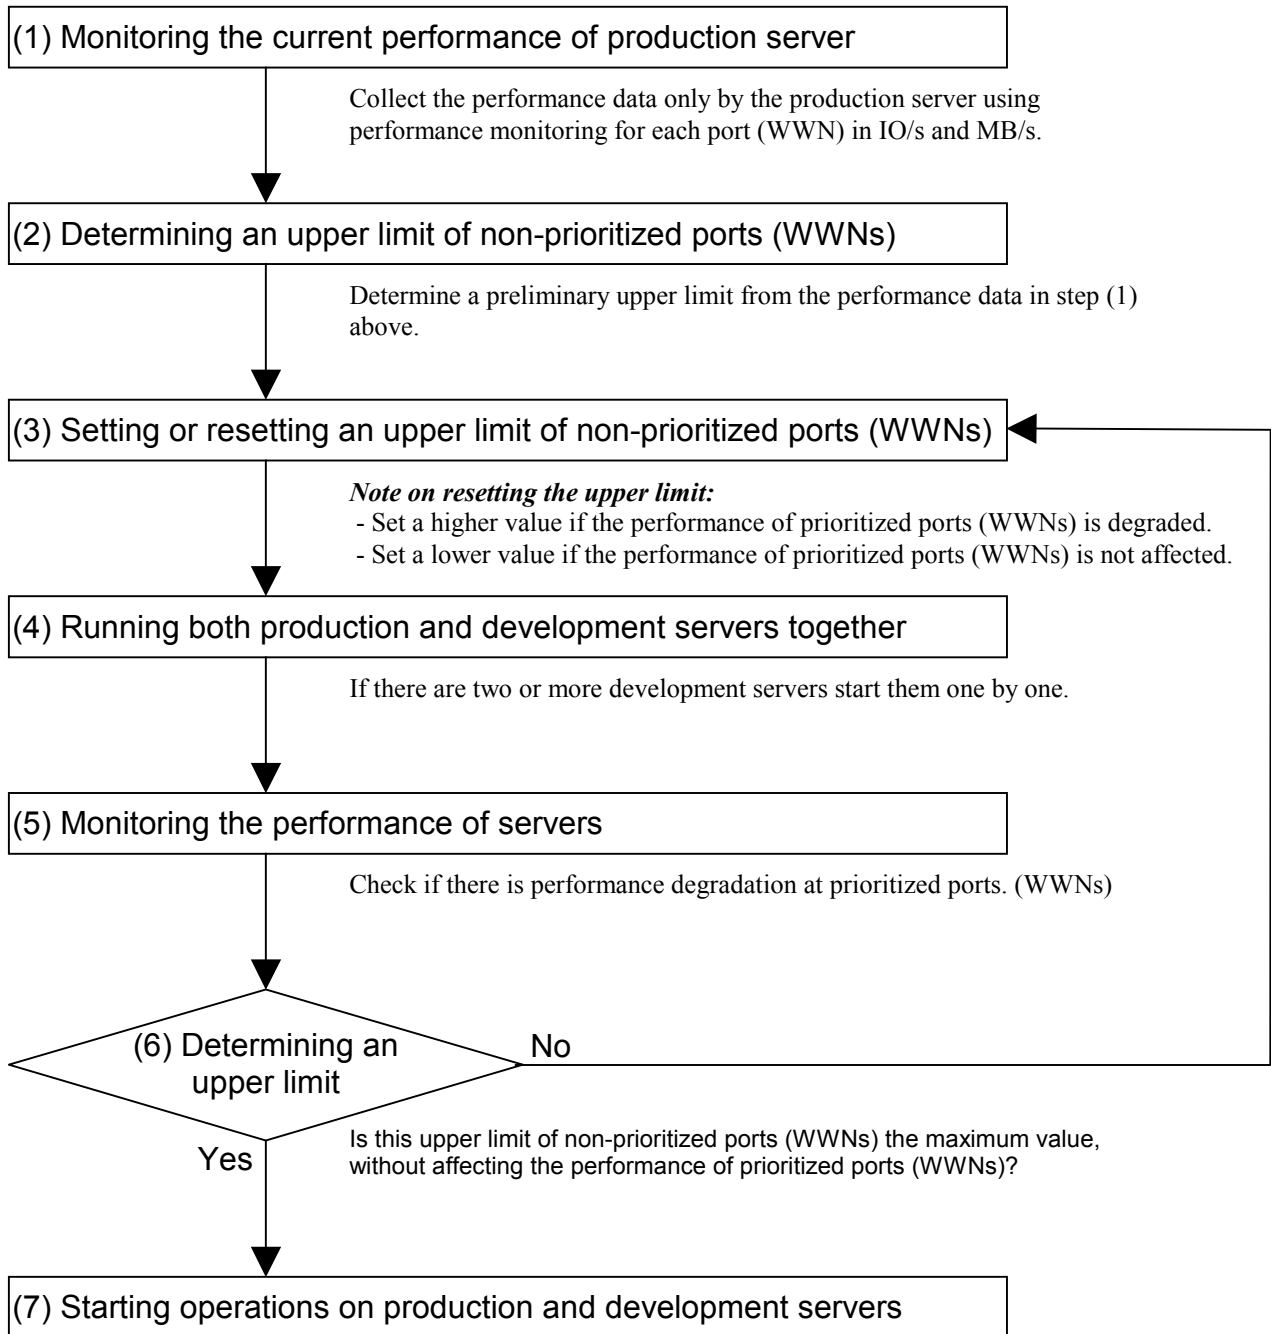 (1) Monitoring the current performance of production server
Collect the performance data only by the production server using
performance monitoring for each port (WWN) in IO/s and MB/s.
(2) Determining an upper limit of non-prioritized ports (WWNs)
Determine a preliminary upper limit from the performance data in step (1)
above.
(3) Setting or resetting an upper limit of non-prioritized ports (WWNs)
Note on resetting the upper limit:
- Set a higher value if the performance of prioritized ports (WWNs) is degraded.
- Set a lower value if the performance of prioritized ports (WWNs) is not affected.
(4) Running both production and development servers together
If there are two or more development servers start them one by one.
(5) Monitoring the performance of servers
Check if there is performance degradation at prioritized ports. (WWNs)
(6) Determining an
upper limit
No
Yes
Is this upper limit of non-prioritized ports (WWNs) the maximum value,
without affecting the performance of prioritized ports (WWNs)?
(7) Starting operations on production and development servers